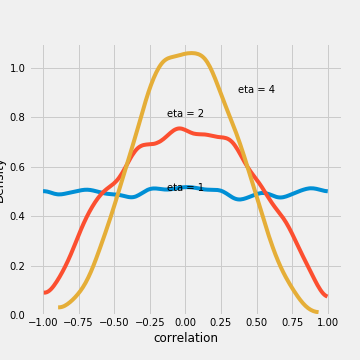 1.0
eta = 4
0.8
eta = 2
0.6
eta = 1
0.4
0.2
0.0
−1.00 −0.75 −0.50 −0.25 0.00 0.25 0.50 0.75 1.00
correlation
Density